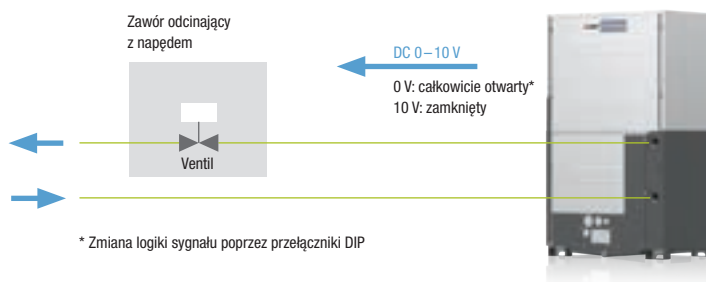 Zawór odcinający
z napędem
DC 0–10 V
0 V: całkowicie otwarty*
10 V: zamknięty
Ventil
* Zmiana logiki sygnału poprzez przełączniki DIP